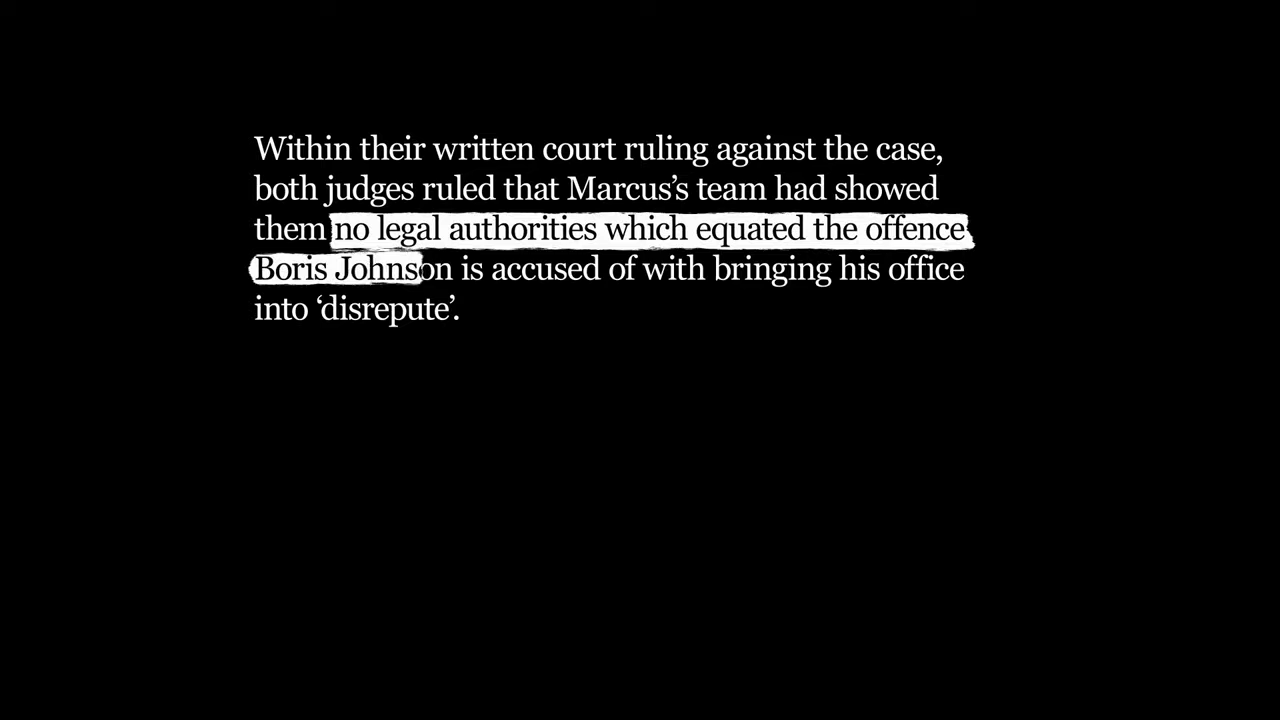 Within their written court ruling against the case,
both judges ruled that Marcus’s team had showed
them no legal authorities which equated the offence
Boris Johnson is accused of with bringing his office
into ‘disrepute’.